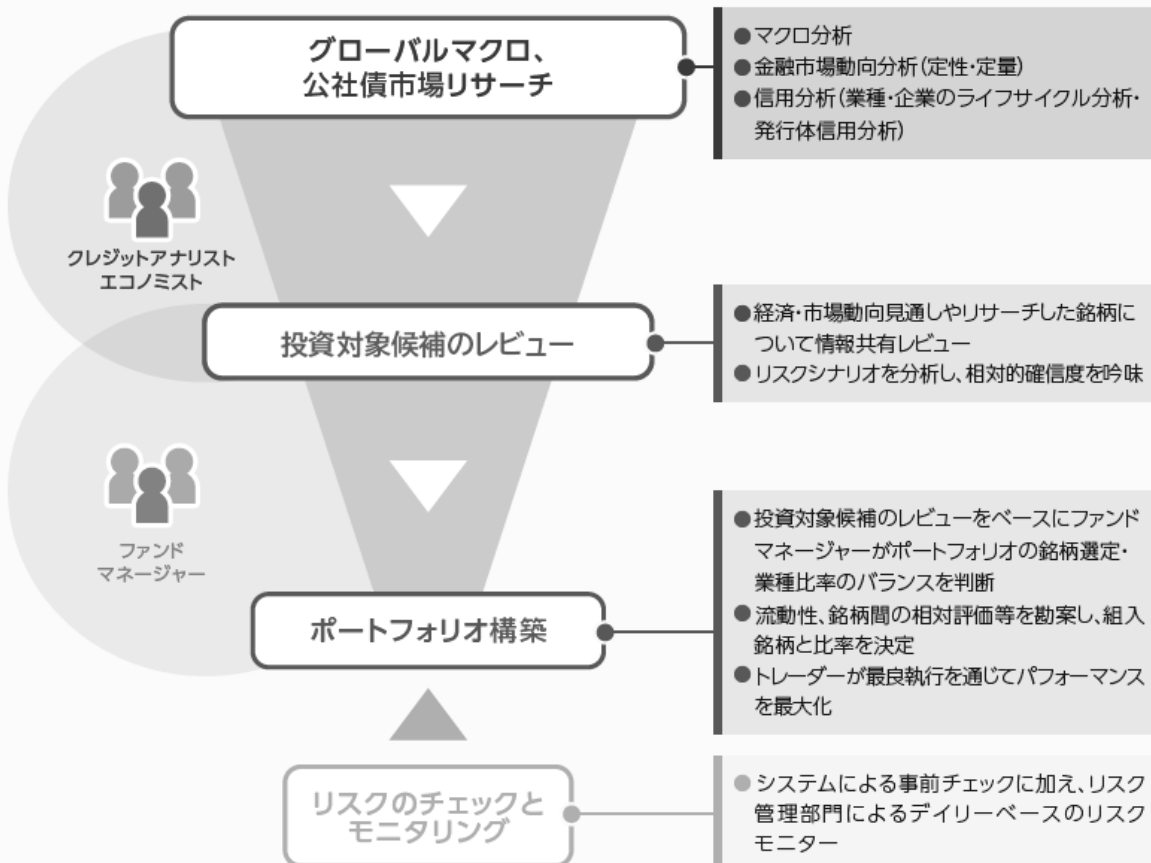 グローバルマクロ、
公社債市場リサーチ
●マクロ分析
●金融市場動向分析(定性・定量)
●信用分析(業種・企業のライフサイクル分析・
発行体信用分析)
クレジットアナリスト
エコノミスト
投資対象候補のレビュー
●経済・市場動向見通しやリサーチした銘柄に
ついて情報共有レビュー
●リスクシナリオを分析し、相対的確信度を吟味
ファンド
マネージャー
ポートフォリオ構築
●投資対象候補のレビューをベースにファンド
マネージャーがポートフォリオの銘柄選定・
業種比率のバランスを判断
●流動性、銘柄間の相対評価等を勘案し、組入
銘柄と比率を決定
●トレーダーが最良執行を通じてパフォーマンス
を最大化
リスクのチェックと
モニタリング
●システムによる事前チェックに加え、リスク
管理部門によるデイリーベースのリスク
モニター